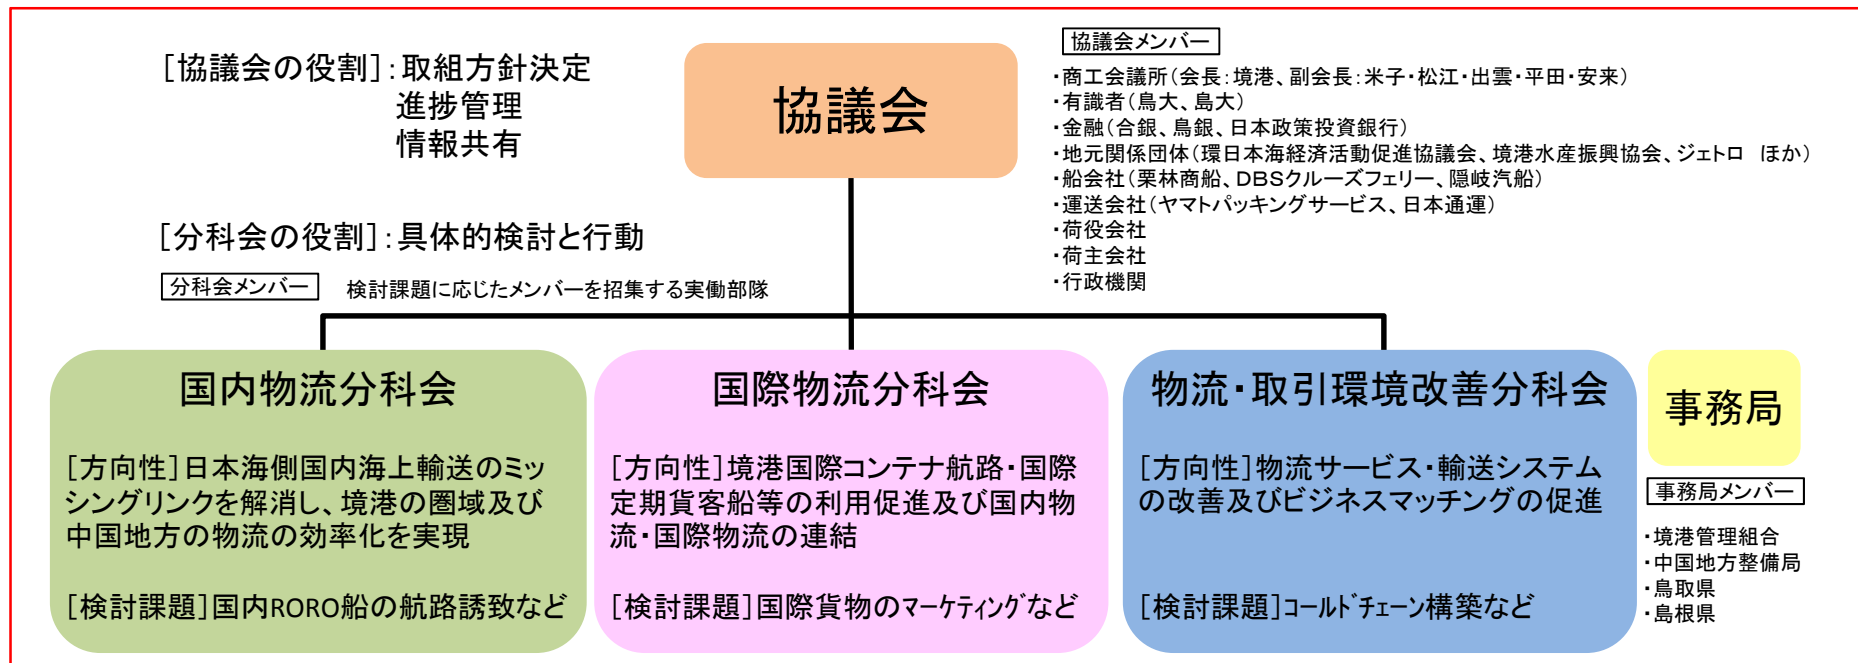 [協議会の役割]:取組方針決定
進捗管理
情報共有
協議会
協議会メンバー
・商工会議所(会長:境港、副会長:米子・松江・出雲・平田・安来)
・有識者(鳥大、島大)
・金融(合銀、鳥銀、日本政策投資銀行)
・地元関係団体(環日本海経済活動促進協議会、境港水産振興協会、ジェトロ ほか)
・船会社(栗林商船、DBSクルーズフェリー、隠岐汽船)
・運送会社(ヤマトパッキングサービス、日本通運)
・荷役会社
・荷主会社
・行政機関
[分科会の役割]:具体的検討と行動
分科会メンバー 検討課題に応じたメンバーを招集する実働部隊
国内物流分科会
[方向性]日本海側国内海上輸送のミッ
シングリンクを解消し、境港の圏域及び
中国地方の物流の効率化を実現
[検討課題]国内RORO船の航路誘致など
国際物流分科会
[方向性]境港国際コンテナ航路・国際
定期貨客船等の利用促進及び国内物
流・国際物流の連結
[検討課題]国際貨物のマーケティングなど
物流・取引環境改善分科会
[方向性]物流サービス・輸送システム
の改善及びビジネスマッチングの促進
[検討課題]コールドチェーン構築など
事務局
事務局メンバー
・境港管理組合
・中国地方整備局
・鳥取県
・島根県